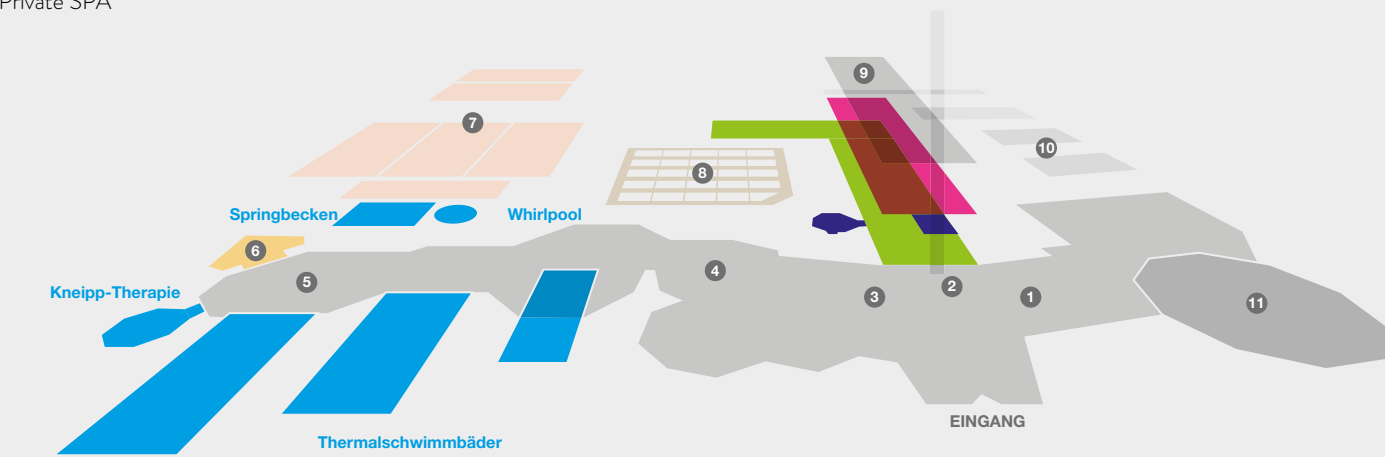 Private SPA
9
7
10
8
Springbecken
Whirlpool
6
4
5
Kneipp-Therapie
2
3
1
11
EINGANG
Thermalschwimmbäder